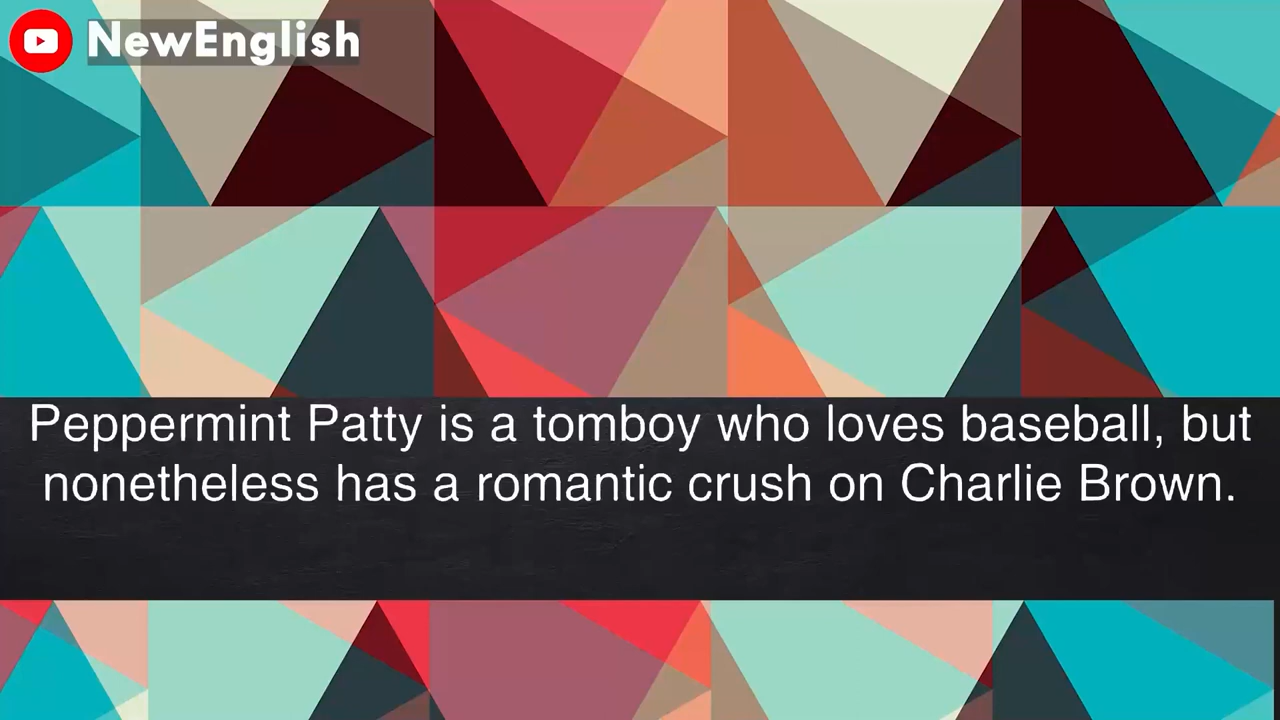 NewEnglish
Peppermint Patty is a tomboy who loves baseball, but
nonetheless has a romantic crush on Charlie Brown.